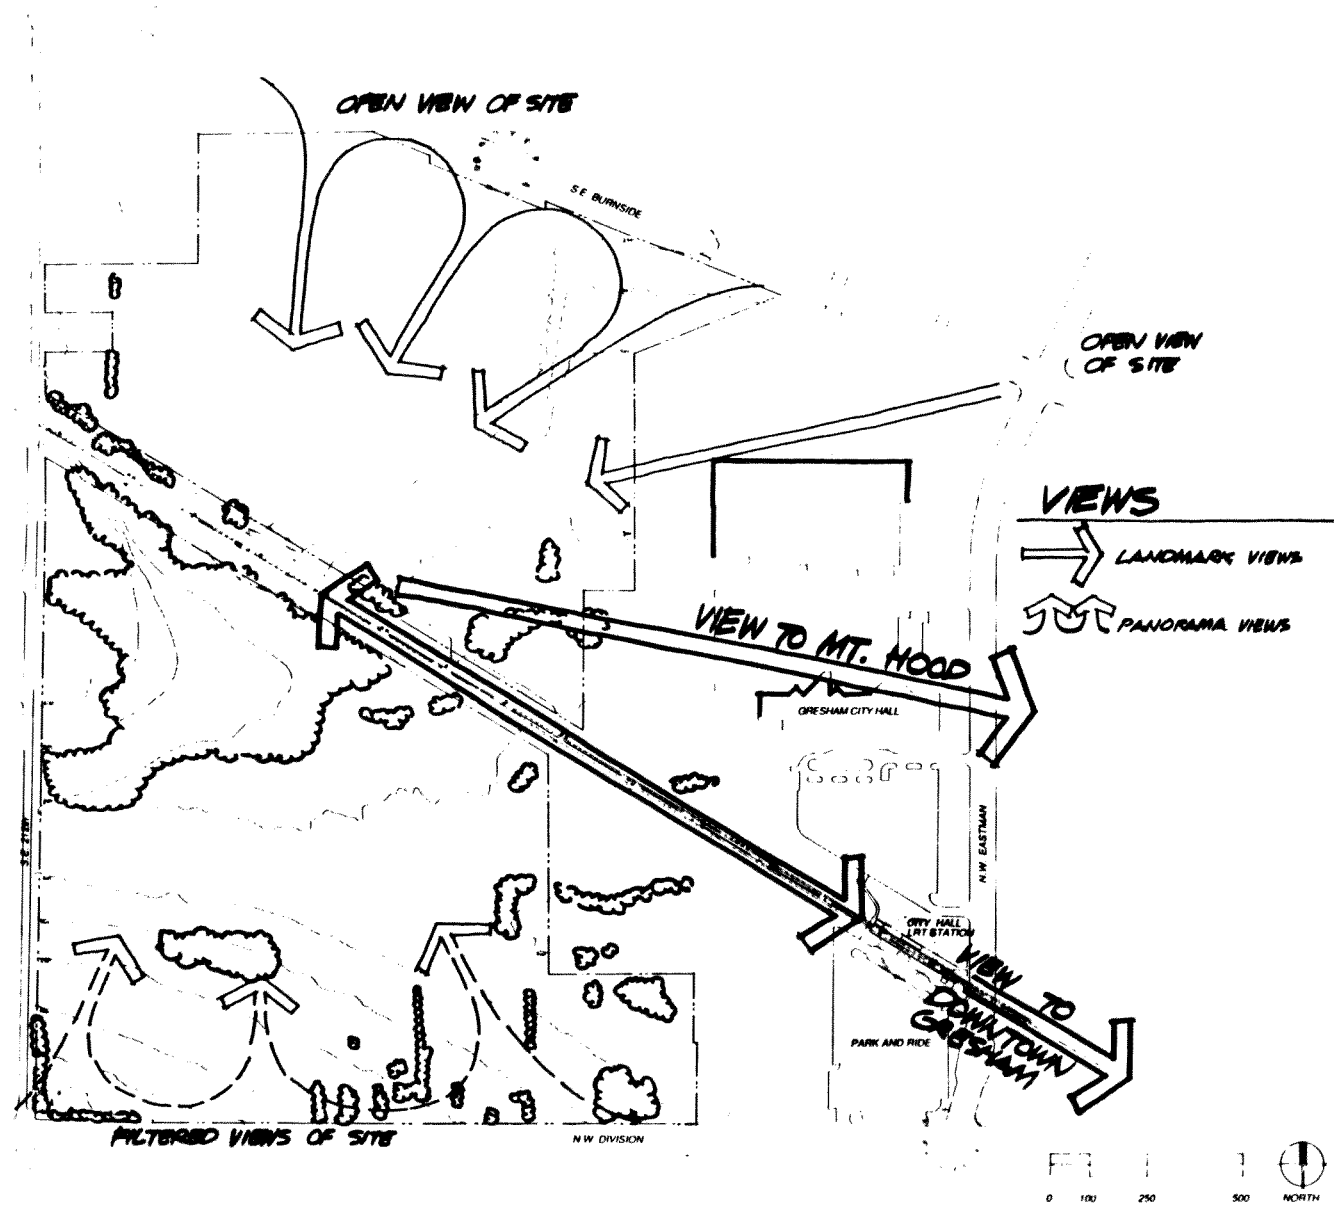 OPEN VIEW OF SITE
S E BURNSIDE
OPEN VIEW
OF SITE
VIEWS
LANDMARK VIEWS
PANORAMA VIEWS
VIEW TO MT. HOOD
GRESHAM CITY HALL
N.W. EASTMAN
CITY HALL
LRT STATION
VIEW TO
DOWNTOWN
GRESHAM
PARK AND RIDE
FILTERED VIEWS OF SITE
N W DIVISION
0 100 250 500
NORTH